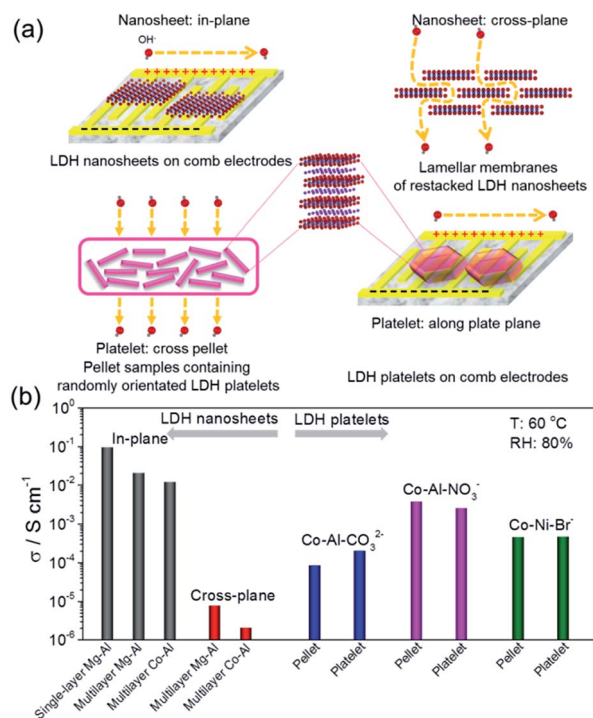 (a)
Nanosheet: in-plane
Nanosheet: cross-plane
OH-
+++++++++++++
LDH nanosheets on comb electrodes
Lamellar membranes
of restacked LDH nanosheets
+++++++++++++
Platelet: along plate plane
Platelet: cross pellet
Pellet samples containing
randomly orientated LDH platelets
LDH platelets on comb electrodes
(b)
σ / S cm⁻¹
10⁰
10⁻¹
10⁻²
10⁻³
10⁻⁴
10⁻⁵
10⁻⁶
LDH nanosheets
LDH platelets
T: 60 °C
RH: 80%
In-plane
Cross-plane
Co-Al-CO₃²⁻
Co-Al-NO₃⁻
Co-Ni-Br⁻
Single-layer Mg-Al
Multilayer Mg-Al
Multilayer Co-Al
Multilayer Mg-Al
Multilayer Co-Al
Pellet
Platelet
Pellet
Platelet
Pellet
Platelet